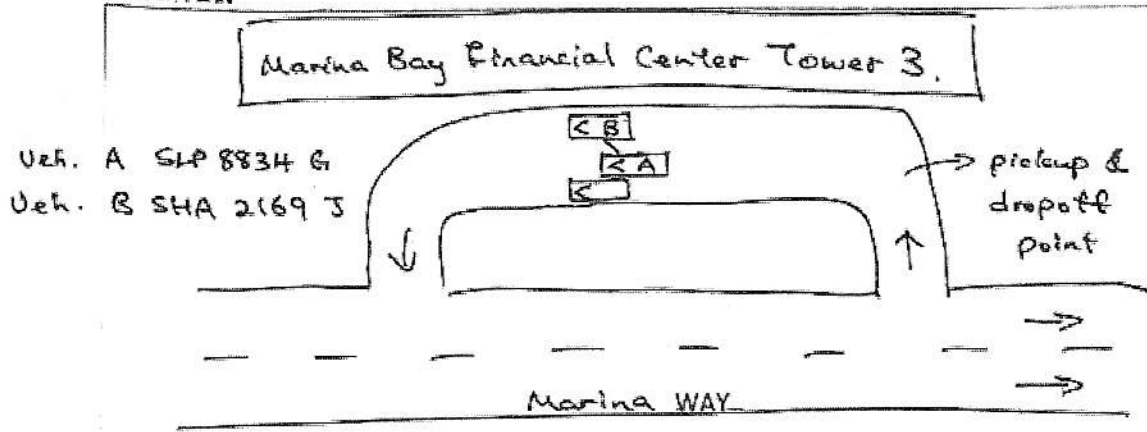 Marina Bay Financial Center Tower 3.
< B
Veh. A SLP 8834 G
< A
→ pickup &
Veh. B SHA 2169 J
<
dropoff
point
↓
↑
→
→
Marina WAY